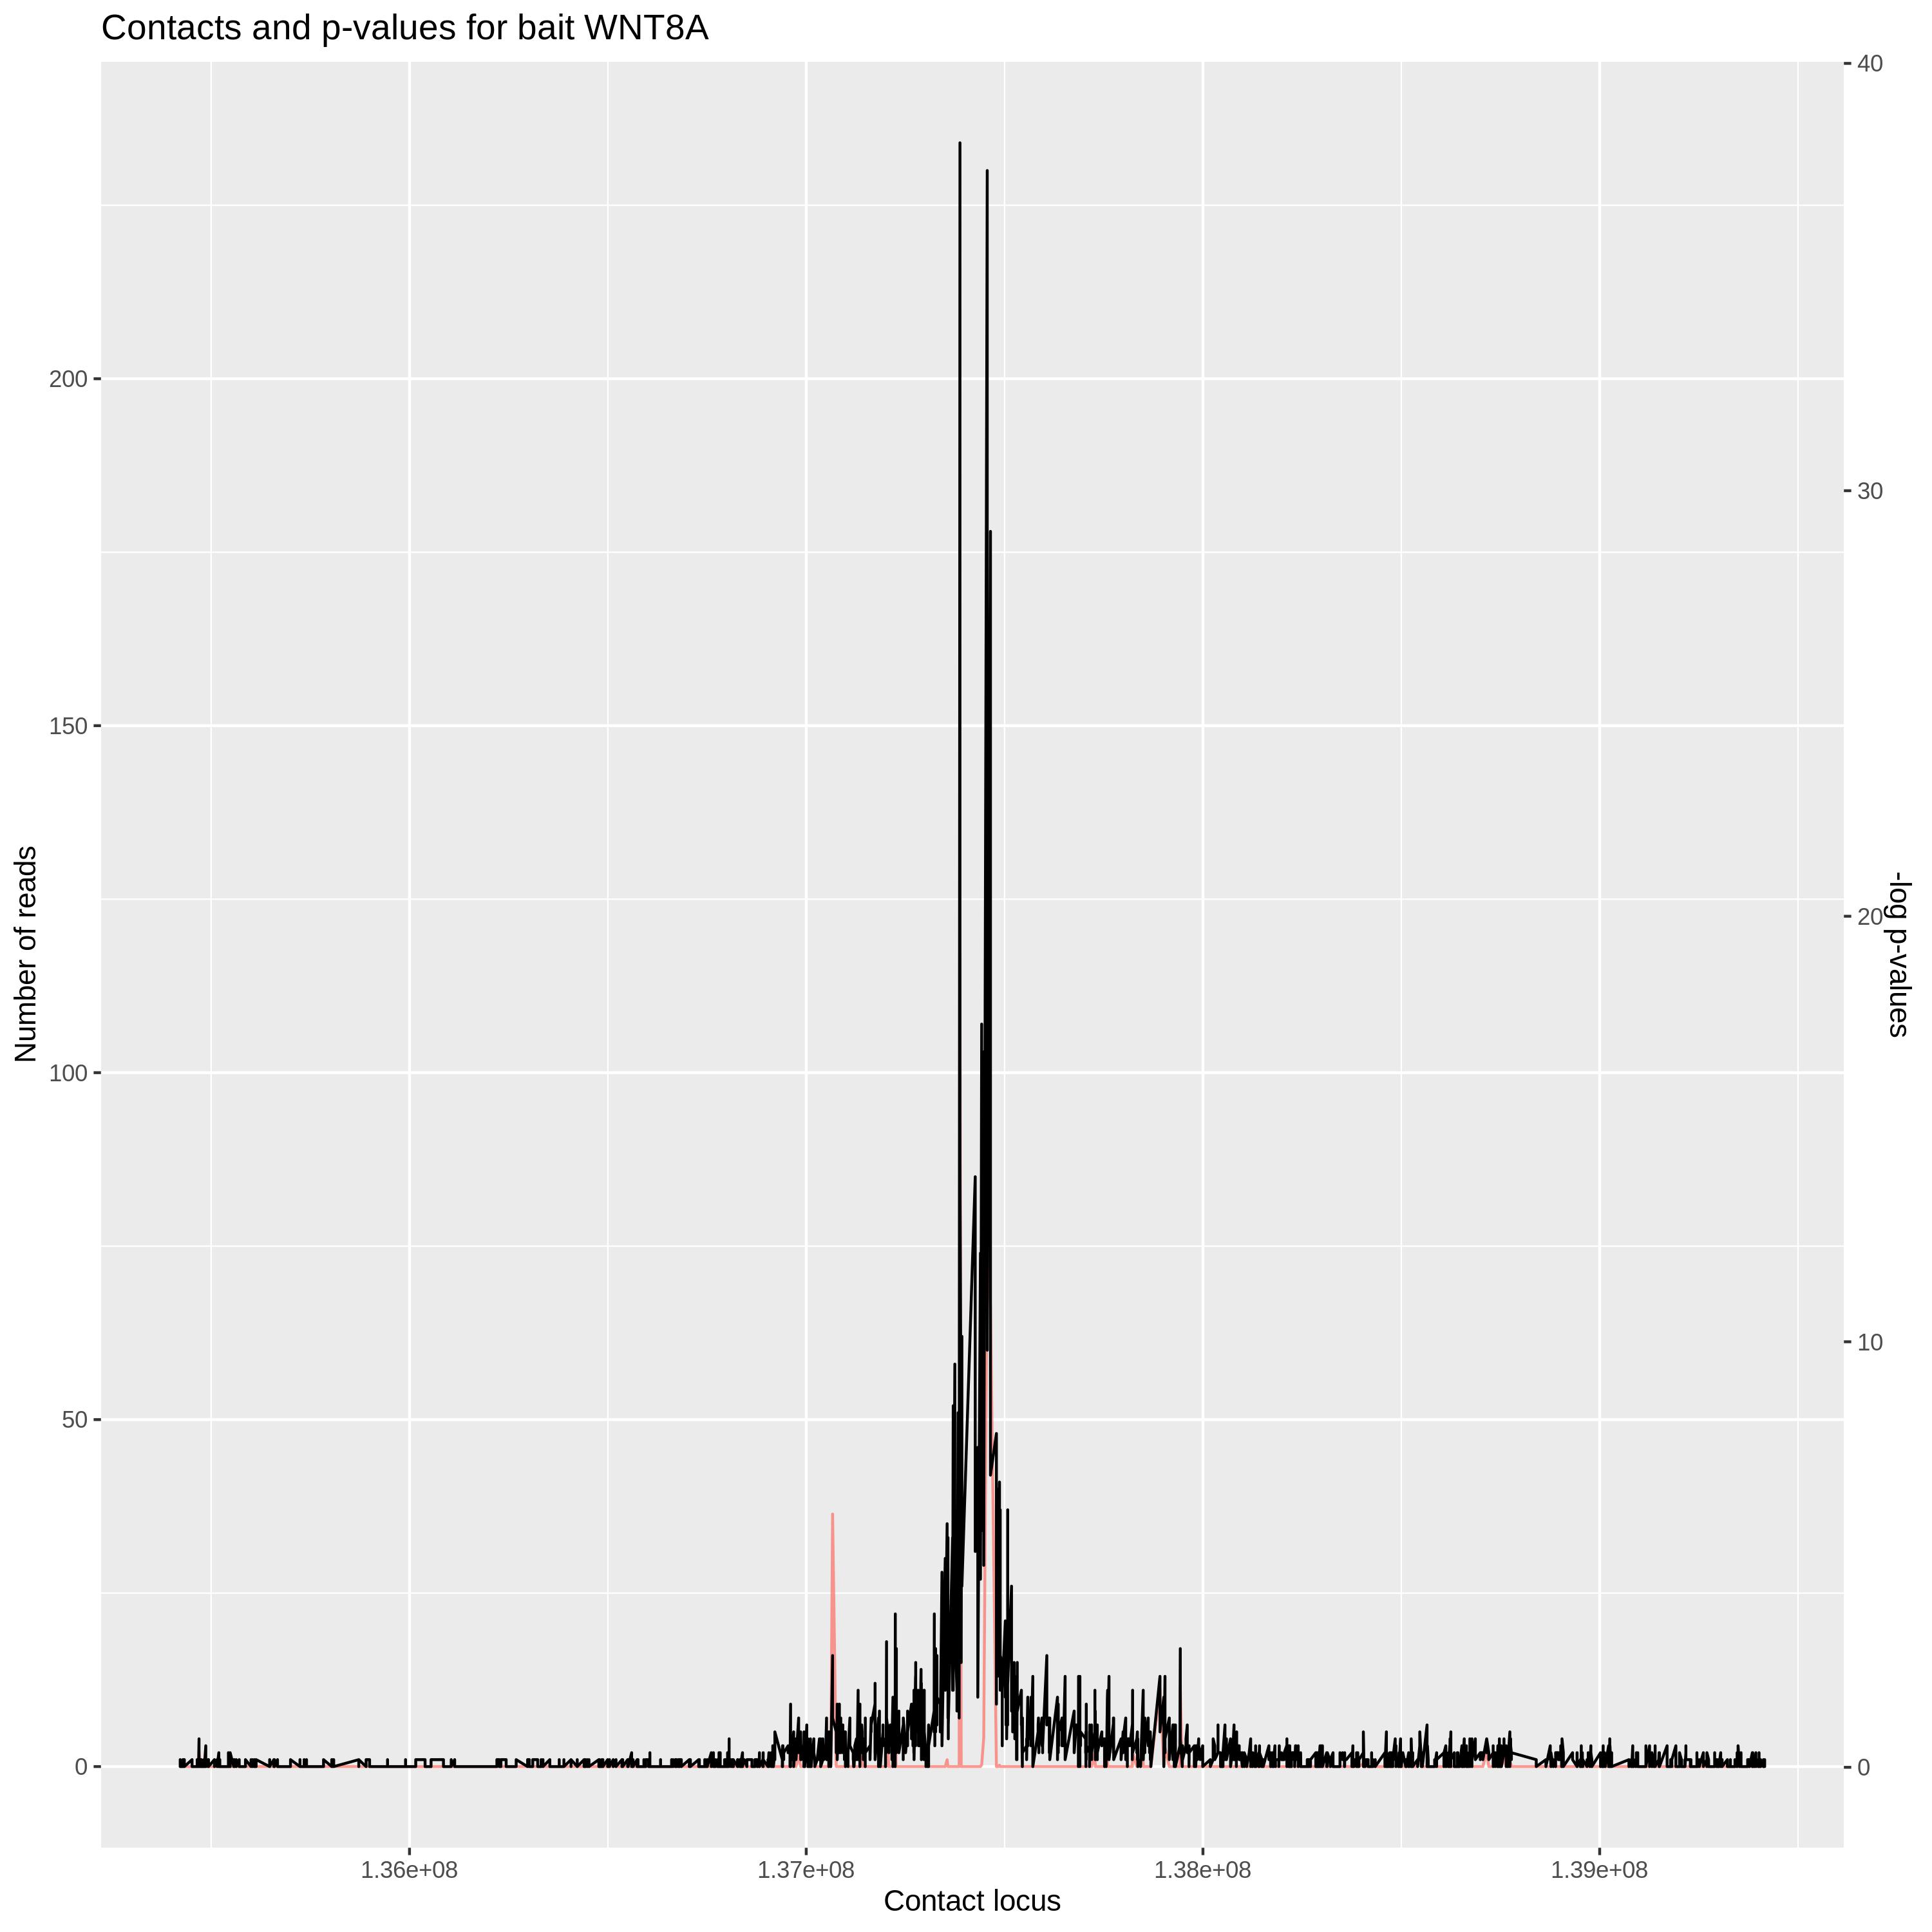 Contacts and p-values for bait WNT8A
40
200
30
150
Number of reads
-log p-values
20
100
10
50
0
0
1.36e+08
1.37e+08
1.38e+08
1.39e+08
Contact locus